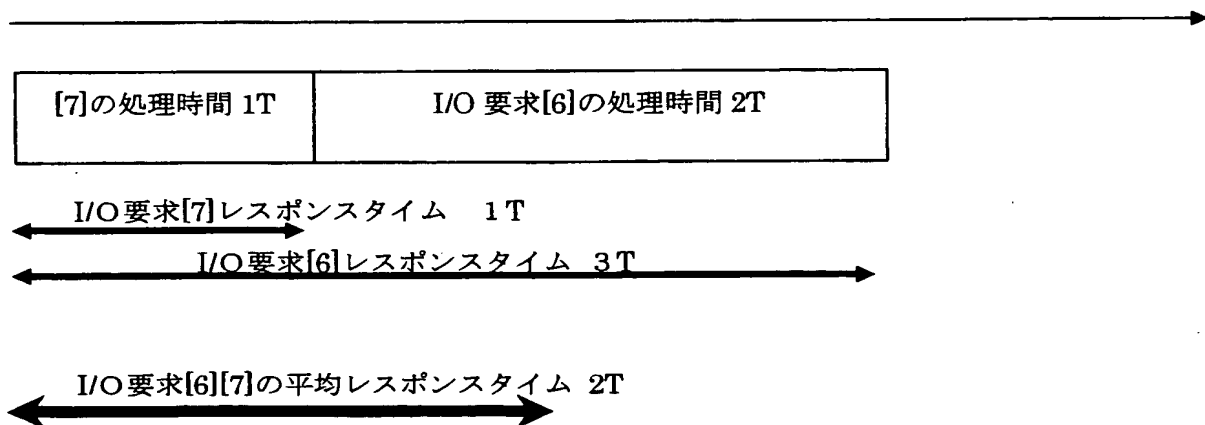 [7]の処理時間 1T
I/O 要求[6]の処理時間 2T
I/O要求[7]レスポンスタイム 1T
I/O要求[6]レスポンスタイム 3T
I/O要求[6][7]の平均レスポンスタイム 2T